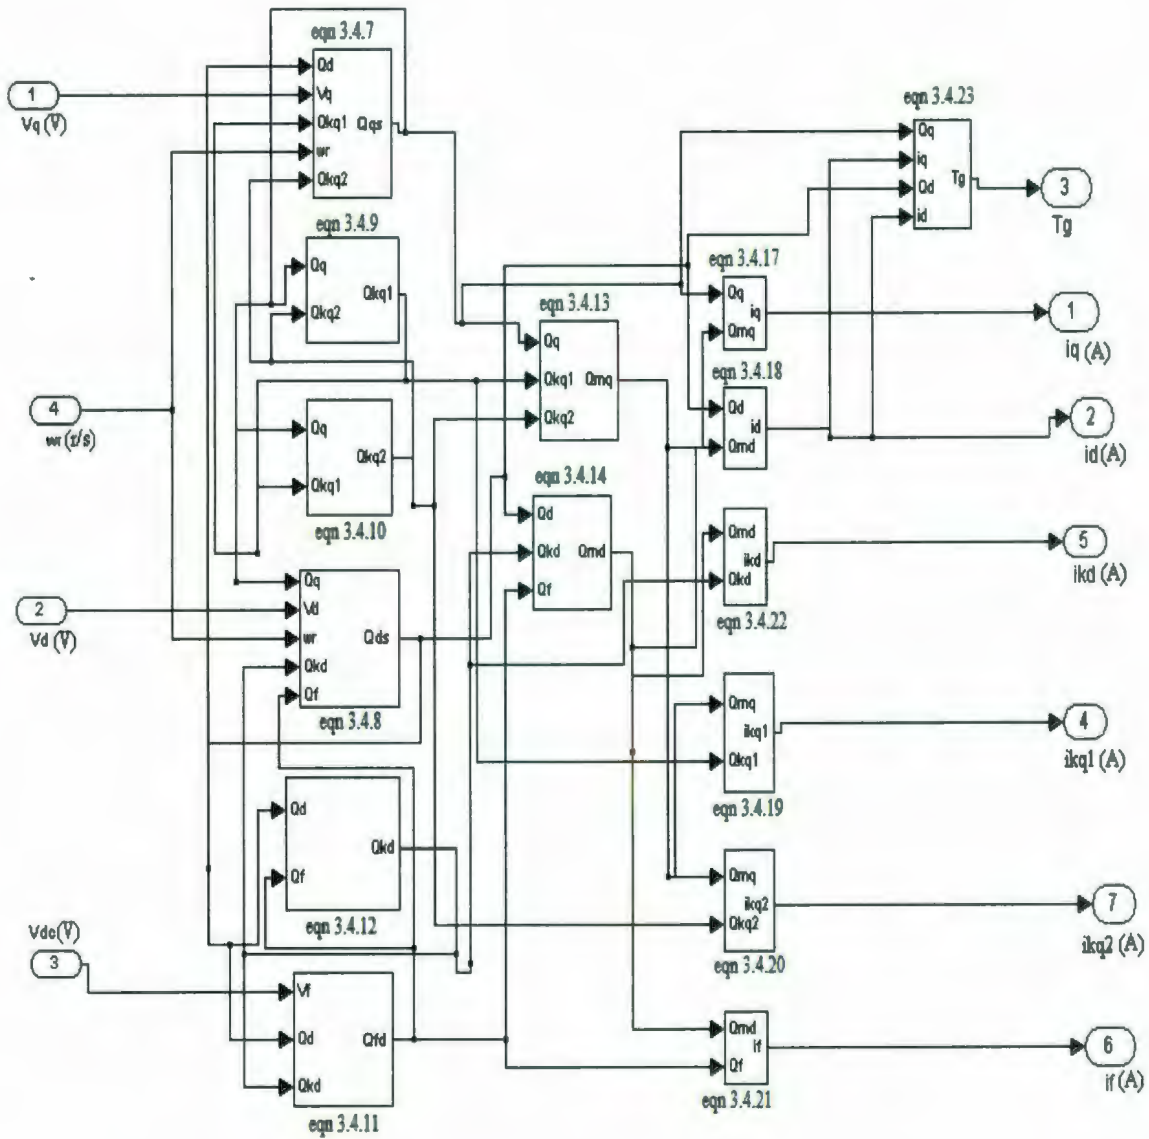 eqn 3.4.7
Qd
Vq
Qkq1
wr
Qkq2
Qqs
1
Vq (V)
eqn 3.4.9
Qq
Qkq2
Qkq1
4
wr(r/s)
Qq
Qkq1
Qkq2
eqn 3.4.10
2
Vd (V)
Qq
Vd
wr
Qkd
Qf
Qds
eqn 3.4.8
Qd
Qf
Qkd
eqn 3.4.12
Vdc(V)
3
Vf
Qd
Qkd
Qfd
eqn 3.4.11
eqn 3.4.13
Qq
Qkq1
Qkq2
Qmq
eqn 3.4.14
Qd
Qkd
Qf
Qmd
eqn 3.4.23
Qq
iq
Qd
id
Tg
3
Tg
eqn 3.4.17
Qq
Qmq
iq
1
iq (A)
eqn 3.4.18
Qd
Qmd
id
2
id (A)
Qmd
Qkd
ikd
eqn 3.4.22
5
ikd (A)
Qmq
Qkq1
ikq1
eqn 3.4.19
4
ikq1 (A)
Qmq
Qkq2
ikq2
eqn 3.4.20
7
ikq2 (A)
Qmd
Qf
if
eqn 3.4.21
6
if (A)